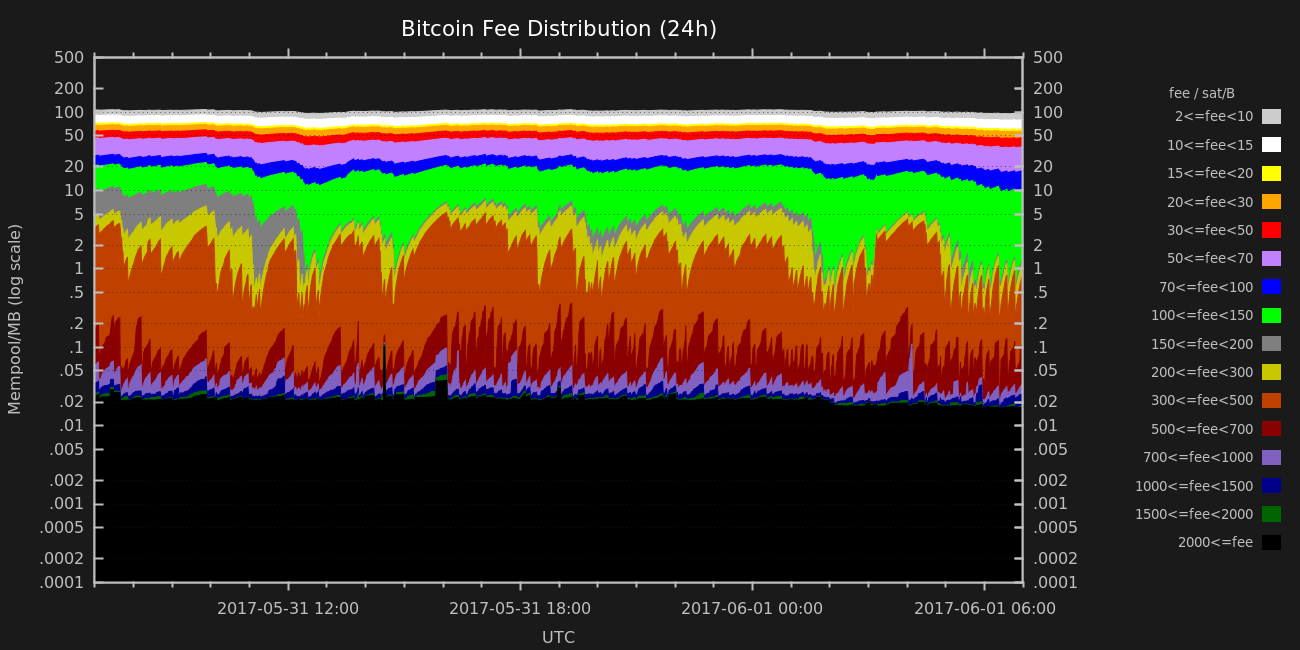 Bitcoin Fee Distribution (24h)
500 500
200 200
100 100
50 50
20 20
10 10
5 5
2 2
1 1
.5 .5
.2 .2
.1 .1
.05 .05
.02 .02
.01 .01
.005 .005
.002 .002
.001 .001
.0005 .0005
.0002 .0002
.0001 .0001
Mempool/MB (log scale)
2017-05-31 12:00 2017-05-31 18:00 2017-06-01 00:00 2017-06-01 06:00
UTC
fee / sat/B
2<=fee<10
10<=fee<15
15<=fee<20
20<=fee<30
30<=fee<50
50<=fee<70
70<=fee<100
100<=fee<150
150<=fee<200
200<=fee<300
300<=fee<500
500<=fee<700
700<=fee<1000
1000<=fee<1500
1500<=fee<2000
2000<=fee